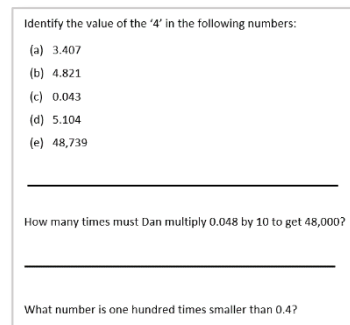 Identify the value of the ‘4’ in the following numbers:
(a) 3.407
(b) 4.821
(c) 0.043
(d) 5.104
(e) 48,739
How many times must Dan multiply 0.048 by 10 to get 48,000?
What number is one hundred times smaller than 0.4?